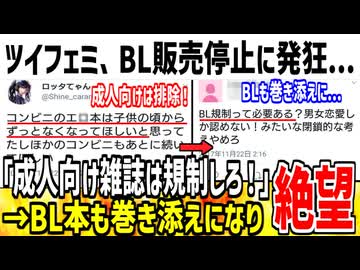 ツイフェミ、BL販売停止に発狂...
ロッタてゃん
@Shine_caran
成人向けは排除!
コンビニのエロ本は子供の頃から
ずっとなくなってほしいと思って
たしほかのコンビニもあとに続い
BLも巻き添えに...
BL規制って必要ある?男女恋愛し
か認めない!みたいな閉鎖的な考
えやめろ
17年11月22日 2:16
「成人向け雑誌は規制しろ!」
→BL本も巻き添えになり
絶望